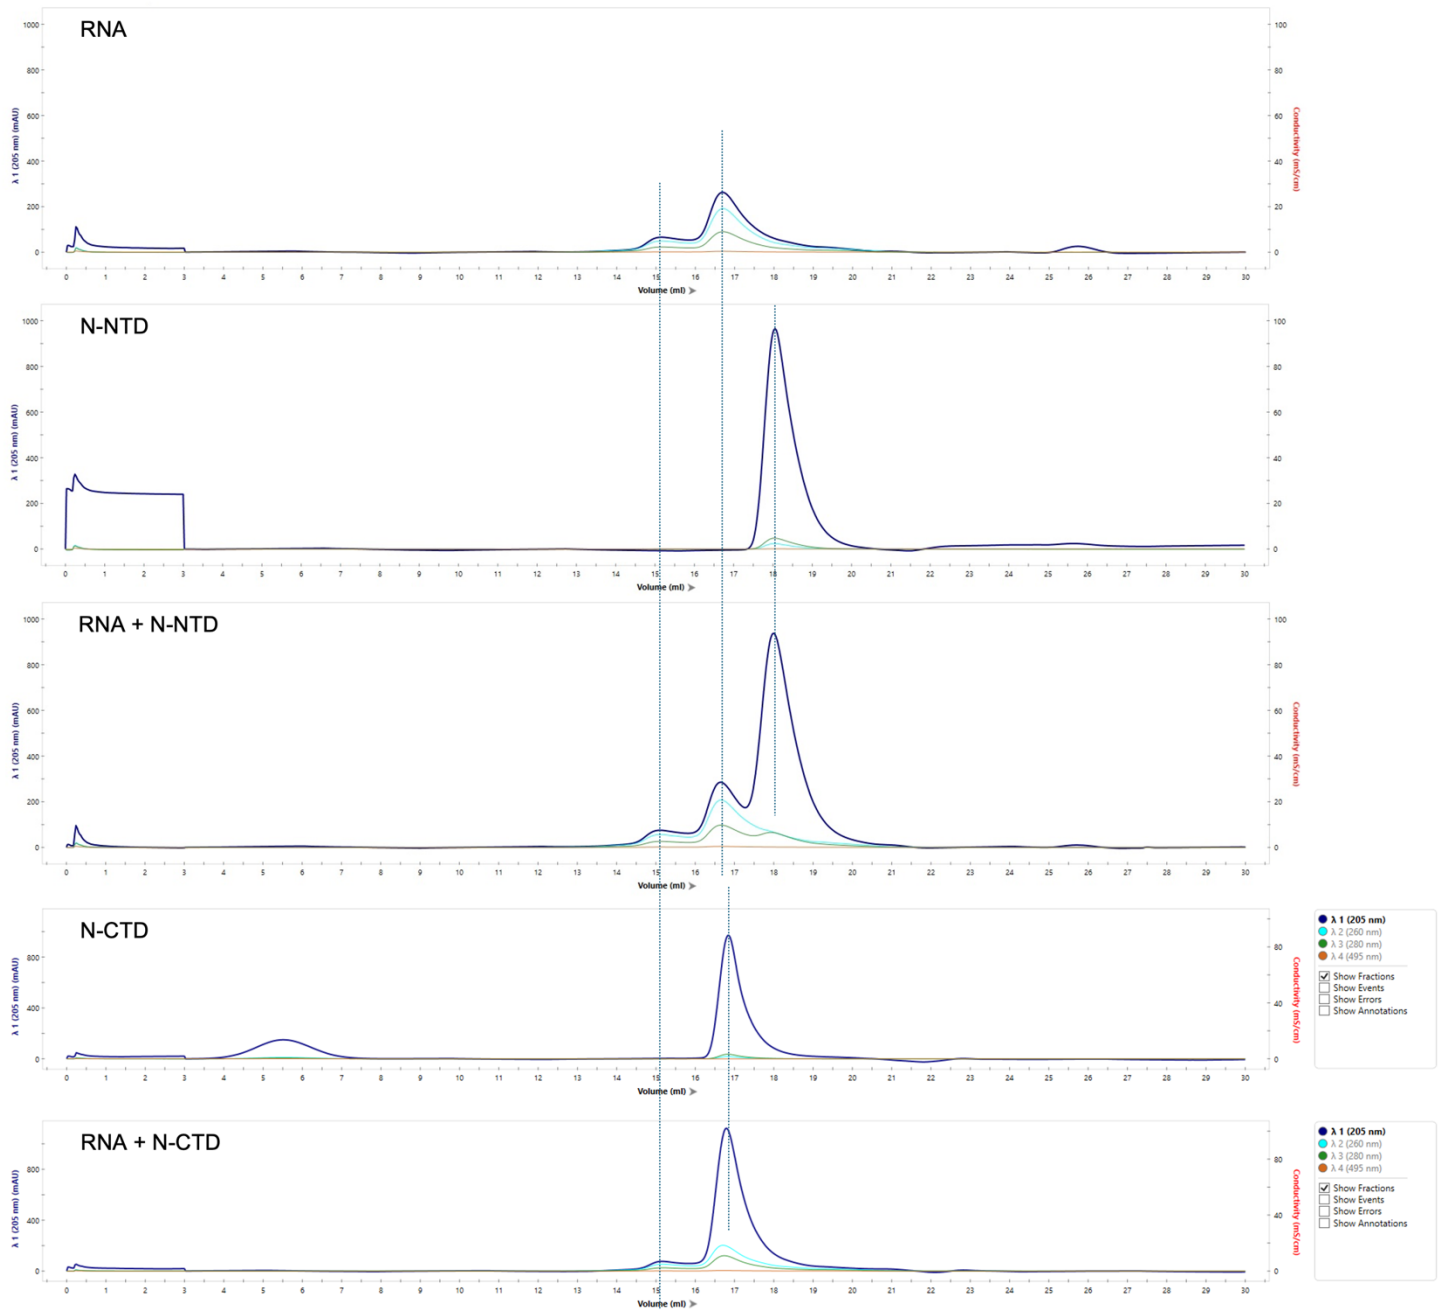 RNA
1000
800
600
400
200
0
100
80
60
40
20
0
λ 1 (205 nm) (mAU)
Conductivity (mS/cm)
0 1 2 3 4 5 6 7 8 9 10 11 12 13 14 15 16 17 18 19 20 21 22 23 24 25 26 27 28 29 30
Volume (ml)
N-NTD
1000
800
600
400
200
0
100
80
60
40
20
0
λ 1 (205 nm) (mAU)
Conductivity (mS/cm)
0 1 2 3 4 5 6 7 8 9 10 11 12 13 14 15 16 17 18 19 20 21 22 23 24 25 26 27 28 29 30
Volume (ml)
RNA + N-NTD
1000
800
600
400
200
0
100
80
60
40
20
0
λ 1 (205 nm) (mAU)
Conductivity (mS/cm)
0 1 2 3 4 5 6 7 8 9 10 11 12 13 14 15 16 17 18 19 20 21 22 23 24 25 26 27 28 29 30
Volume (ml)
N-CTD
800
400
0
80
40
0
λ 1 (205 nm) (mAU)
Conductivity (mS/cm)
0 1 2 3 4 5 6 7 8 9 10 11 12 13 14 15 16 17 18 19 20 21 22 23 24 25 26 27 28 29 30
Volume (ml)
λ 1 (205 nm)
λ 2 (260 nm)
λ 3 (280 nm)
λ 4 (495 nm)
Show Fractions
Show Events
Show Errors
Show Annotations
RNA + N-CTD
800
400
0
80
40
0
λ 1 (205 nm) (mAU)
Conductivity (mS/cm)
0 1 2 3 4 5 6 7 8 9 10 11 12 13 14 15 16 17 18 19 20 21 22 23 24 25 26 27 28 29 30
Volume (ml)
λ 1 (205 nm)
λ 2 (260 nm)
λ 3 (280 nm)
λ 4 (495 nm)
Show Fractions
Show Events
Show Errors
Show Annotations